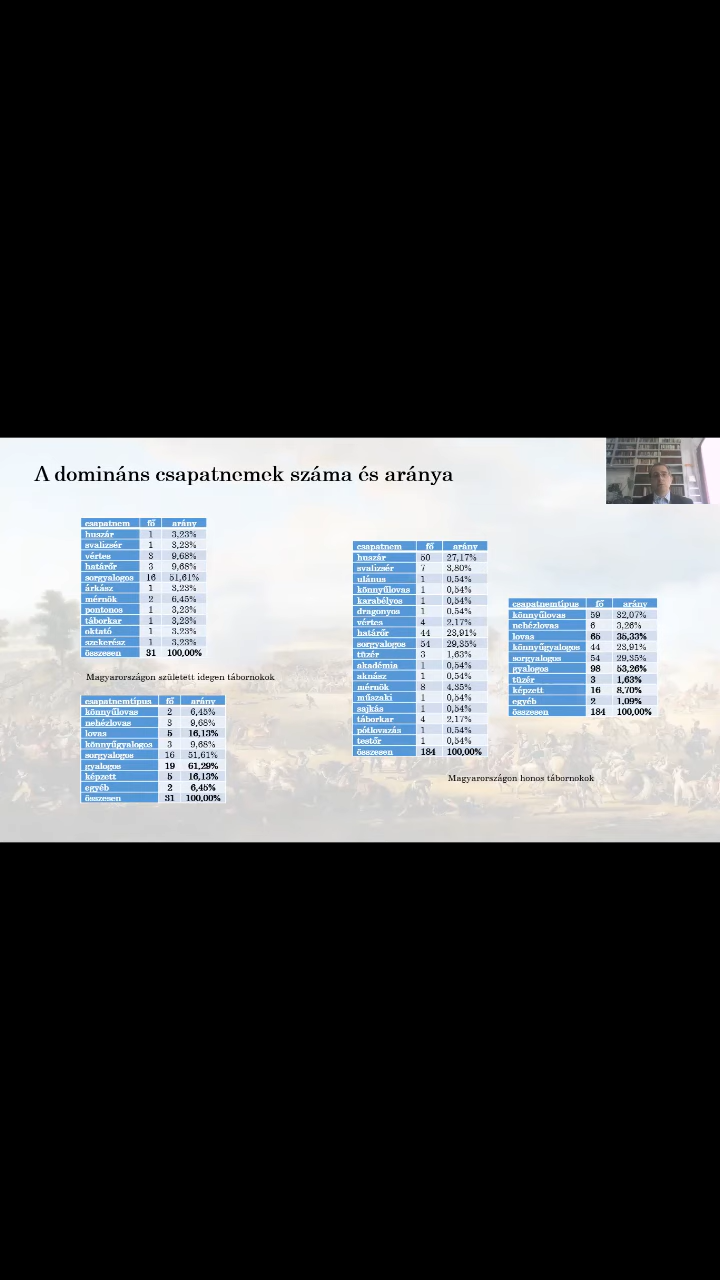 A domináns csapatnemek száma és aránya
csapatnem fő arány
huszár 1 3,23%
svalizsér 1 3,23%
vértes 3 9,68%
határőr 3 9,68%
sorgyalogos 16 51,61%
árkász 1 3,23%
mérnök 2 6,45%
pontonos 1 3,23%
táborkar 1 3,23%
oktató 1 3,23%
szekerész 1 3,23%
összesen 31 100,00%
Magyarországon született idegen tábornokok
csapatnemtípus fő arány
könnyűlovas 2 6,45%
nehézlovas 3 9,68%
lovas 5 16,13%
könnyűgyalogos 3 9,68%
sorgyalogos 16 51,61%
gyalogos 19 61,29%
képzett 5 16,13%
egyéb 2 6,45%
összesen 31 100,00%
csapatnem fő arány
huszár 50 27,17%
svalizsér 7 3,80%
ulánus 1 0,54%
könnyűlovas 1 0,54%
karabélyos 1 0,54%
dragonyos 1 0,54%
vértes 4 2,17%
határőr 44 23,91%
sorgyalogos 54 29,35%
tüzér 3 1,63%
akadémia 1 0,54%
aknász 1 0,54%
mérnök 8 4,35%
műszaki 1 0,54%
sajkás 1 0,54%
táborkar 4 2,17%
pótlovazás 1 0,54%
testőr 1 0,54%
összesen 184 100,00%
csapatnemtípus fő arány
könnyűlovas 59 32,07%
nehézlovas 6 3,26%
lovas 65 35,33%
könnyűgyalogos 44 23,91%
sorgyalogos 54 29,35%
gyalogos 98 53,26%
tüzér 3 1,63%
képzett 16 8,70%
egyéb 2 1,09%
összesen 184 100,00%
Magyarországon honos tábornokok